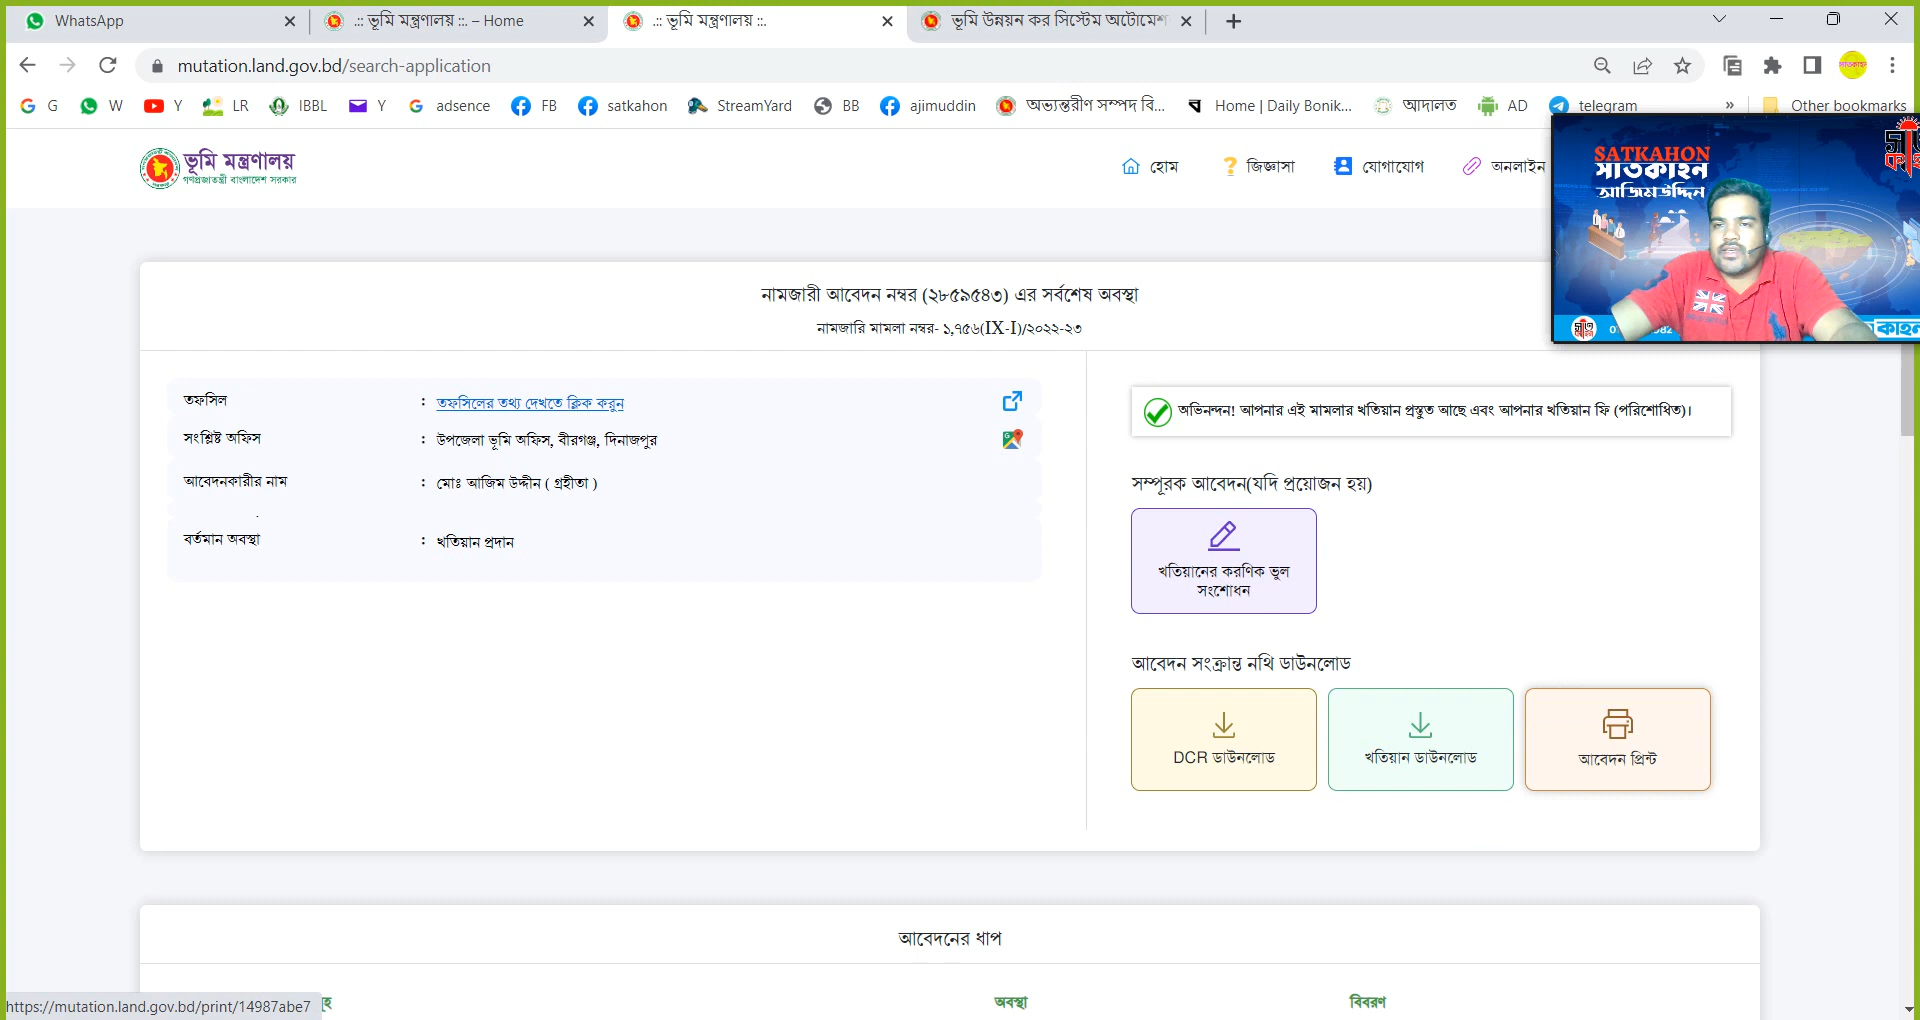 WhatsApp
.:: ভূমি মন্ত্রণালয় ::. – Home
.:: ভূমি মন্ত্রণালয় ::.
ভূমি উন্নয়ন কর সিস্টেম অটোমেশ
mutation.land.gov.bd/search-application
G W Y LR IBBL Y adsence FB satkahon StreamYard BB ajimuddin অভ্যন্তরীণ সম্পদ বি... Home | Daily Bonik... আদালত AD telegram » Other bookmarks
ভূমি মন্ত্রণালয়
গণপ্রজাতন্ত্রী বাংলাদেশ সরকার
হোম জিজ্ঞাসা যোগাযোগ অনলাইন
SATKAHON
সাতকাহন
আজিমউদ্দিন
কাহন
নামজারী আবেদন নম্বর (২৮৫৯৫৪৩) এর সর্বশেষ অবস্থা
নামজারি মামলা নম্বর- ১,৭৫৬(IX-I)/২০২২-২৩
তফসিল : তফসিলের তথ্য দেখতে ক্লিক করুন
সংশ্লিষ্ট অফিস : উপজেলা ভূমি অফিস, বীরগঞ্জ, দিনাজপুর
আবেদনকারীর নাম : মোঃ আজিম উদ্দীন ( গ্রহীতা )
বর্তমান অবস্থা : খতিয়ান প্রদান
অভিনন্দন! আপনার এই মামলার খতিয়ান প্রস্তুত আছে এবং আপনার খতিয়ান ফি (পরিশোধিত)।
সম্পূরক আবেদন(যদি প্রয়োজন হয়)
খতিয়ানের করণিক ভুল
সংশোধন
আবেদন সংক্রান্ত নথি ডাউনলোড
DCR ডাউনলোড
খতিয়ান ডাউনলোড
আবেদন প্রিন্ট
আবেদনের ধাপ
অবস্থা
বিবরণ
https://mutation.land.gov.bd/print/14987abe7